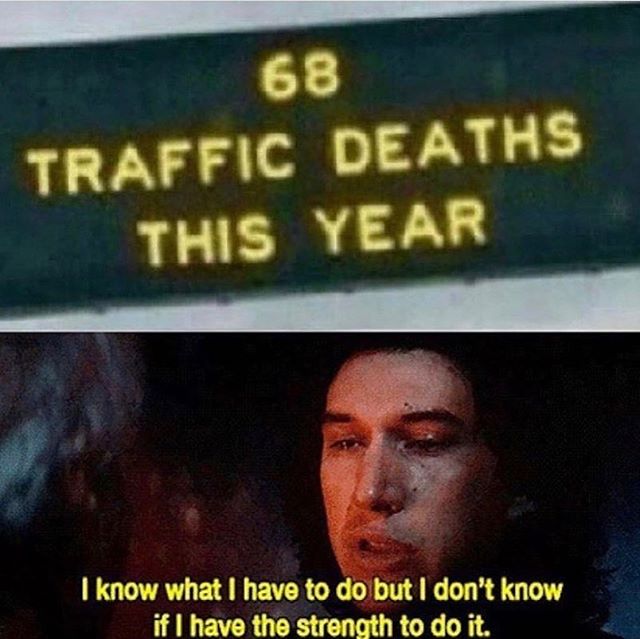 68
TRAFFIC DEATHS
THIS YEAR
I know what I have to do but I don't know
if I have the strength to do it.